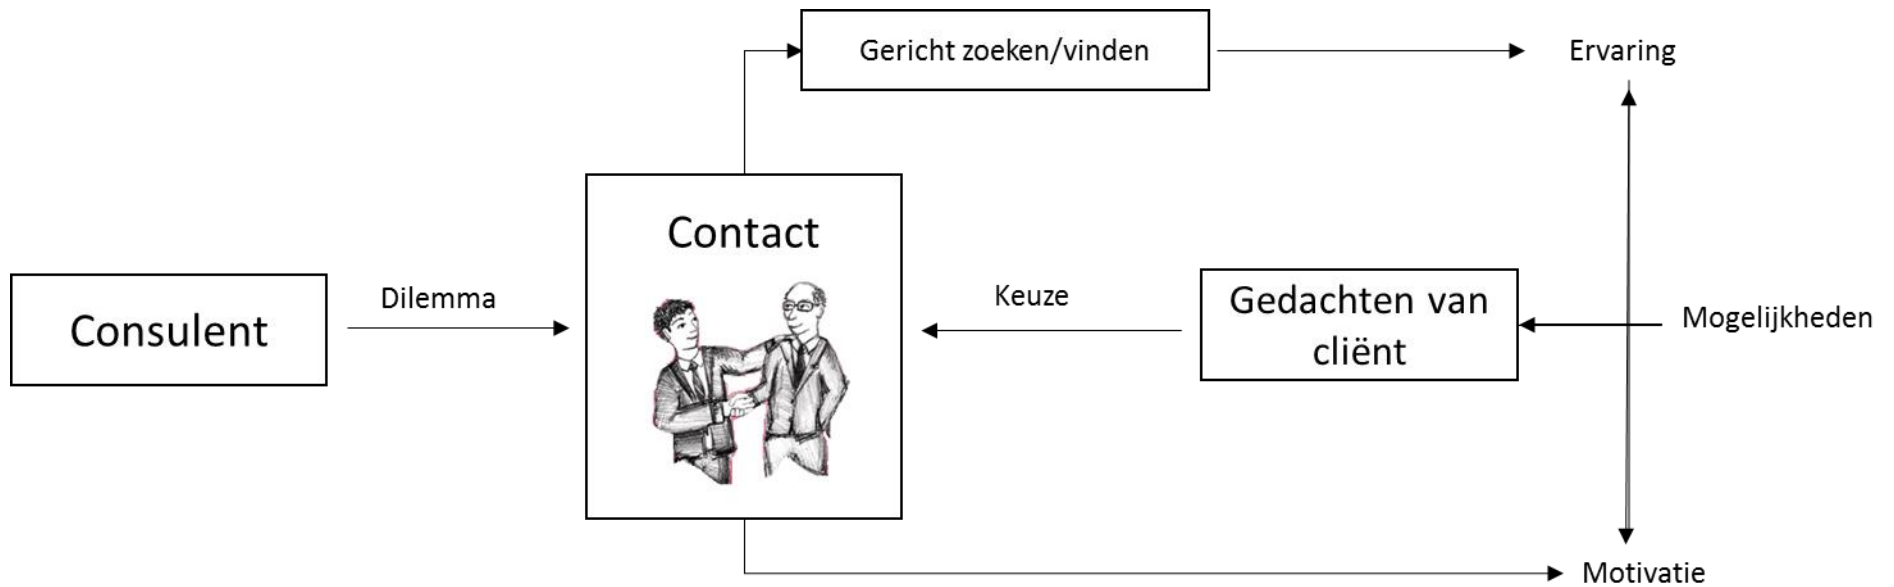 Gericht zoeken/vinden
Ervaring
Contact
Consulent
Dilemma
Keuze
Gedachten van
cliënt
Mogelijkheden
Motivatie